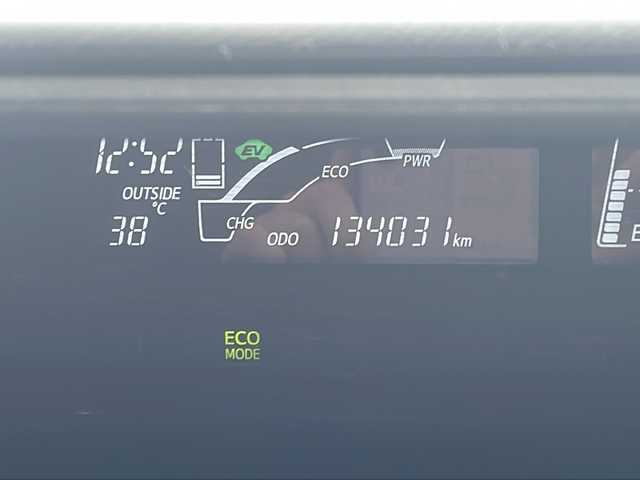 12:52
EV
ECO
PWR
OUTSIDE
°C
38
CHG
ODO 134031 km
E
ECO
MODE